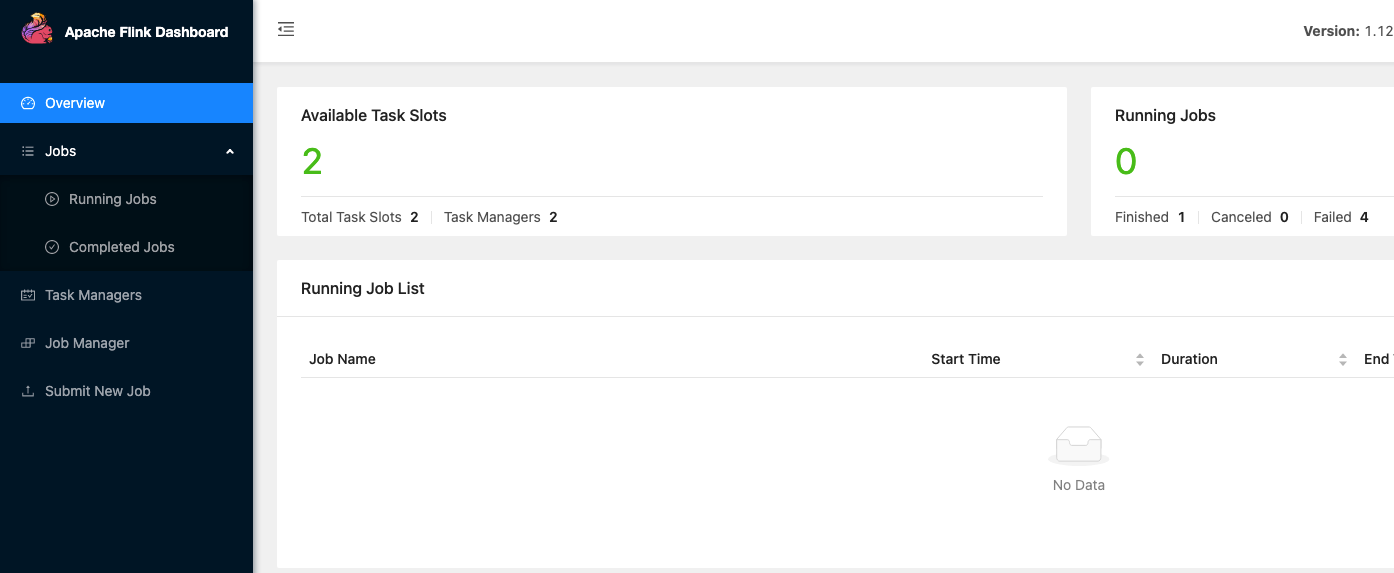 Apache Flink Dashboard
Version: 1.12
Overview
Jobs
Running Jobs
Completed Jobs
Task Managers
Job Manager
Submit New Job
Available Task Slots
2
Total Task Slots 2 Task Managers 2
Running Jobs
0
Finished 1 Canceled 0 Failed 4
Running Job List
Job Name Start Time Duration End
No Data